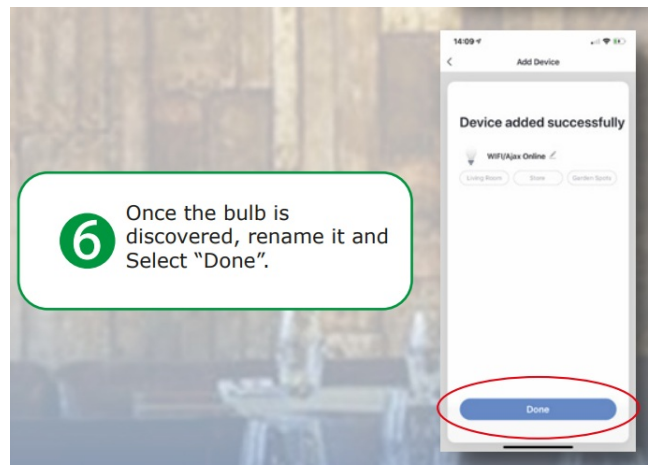 6
Once the bulb is
discovered, rename it and
Select “Done”.
14:09
Add Device
Device added successfully
WIFI/Ajax Online
Living Room Store Garden Spots
Done